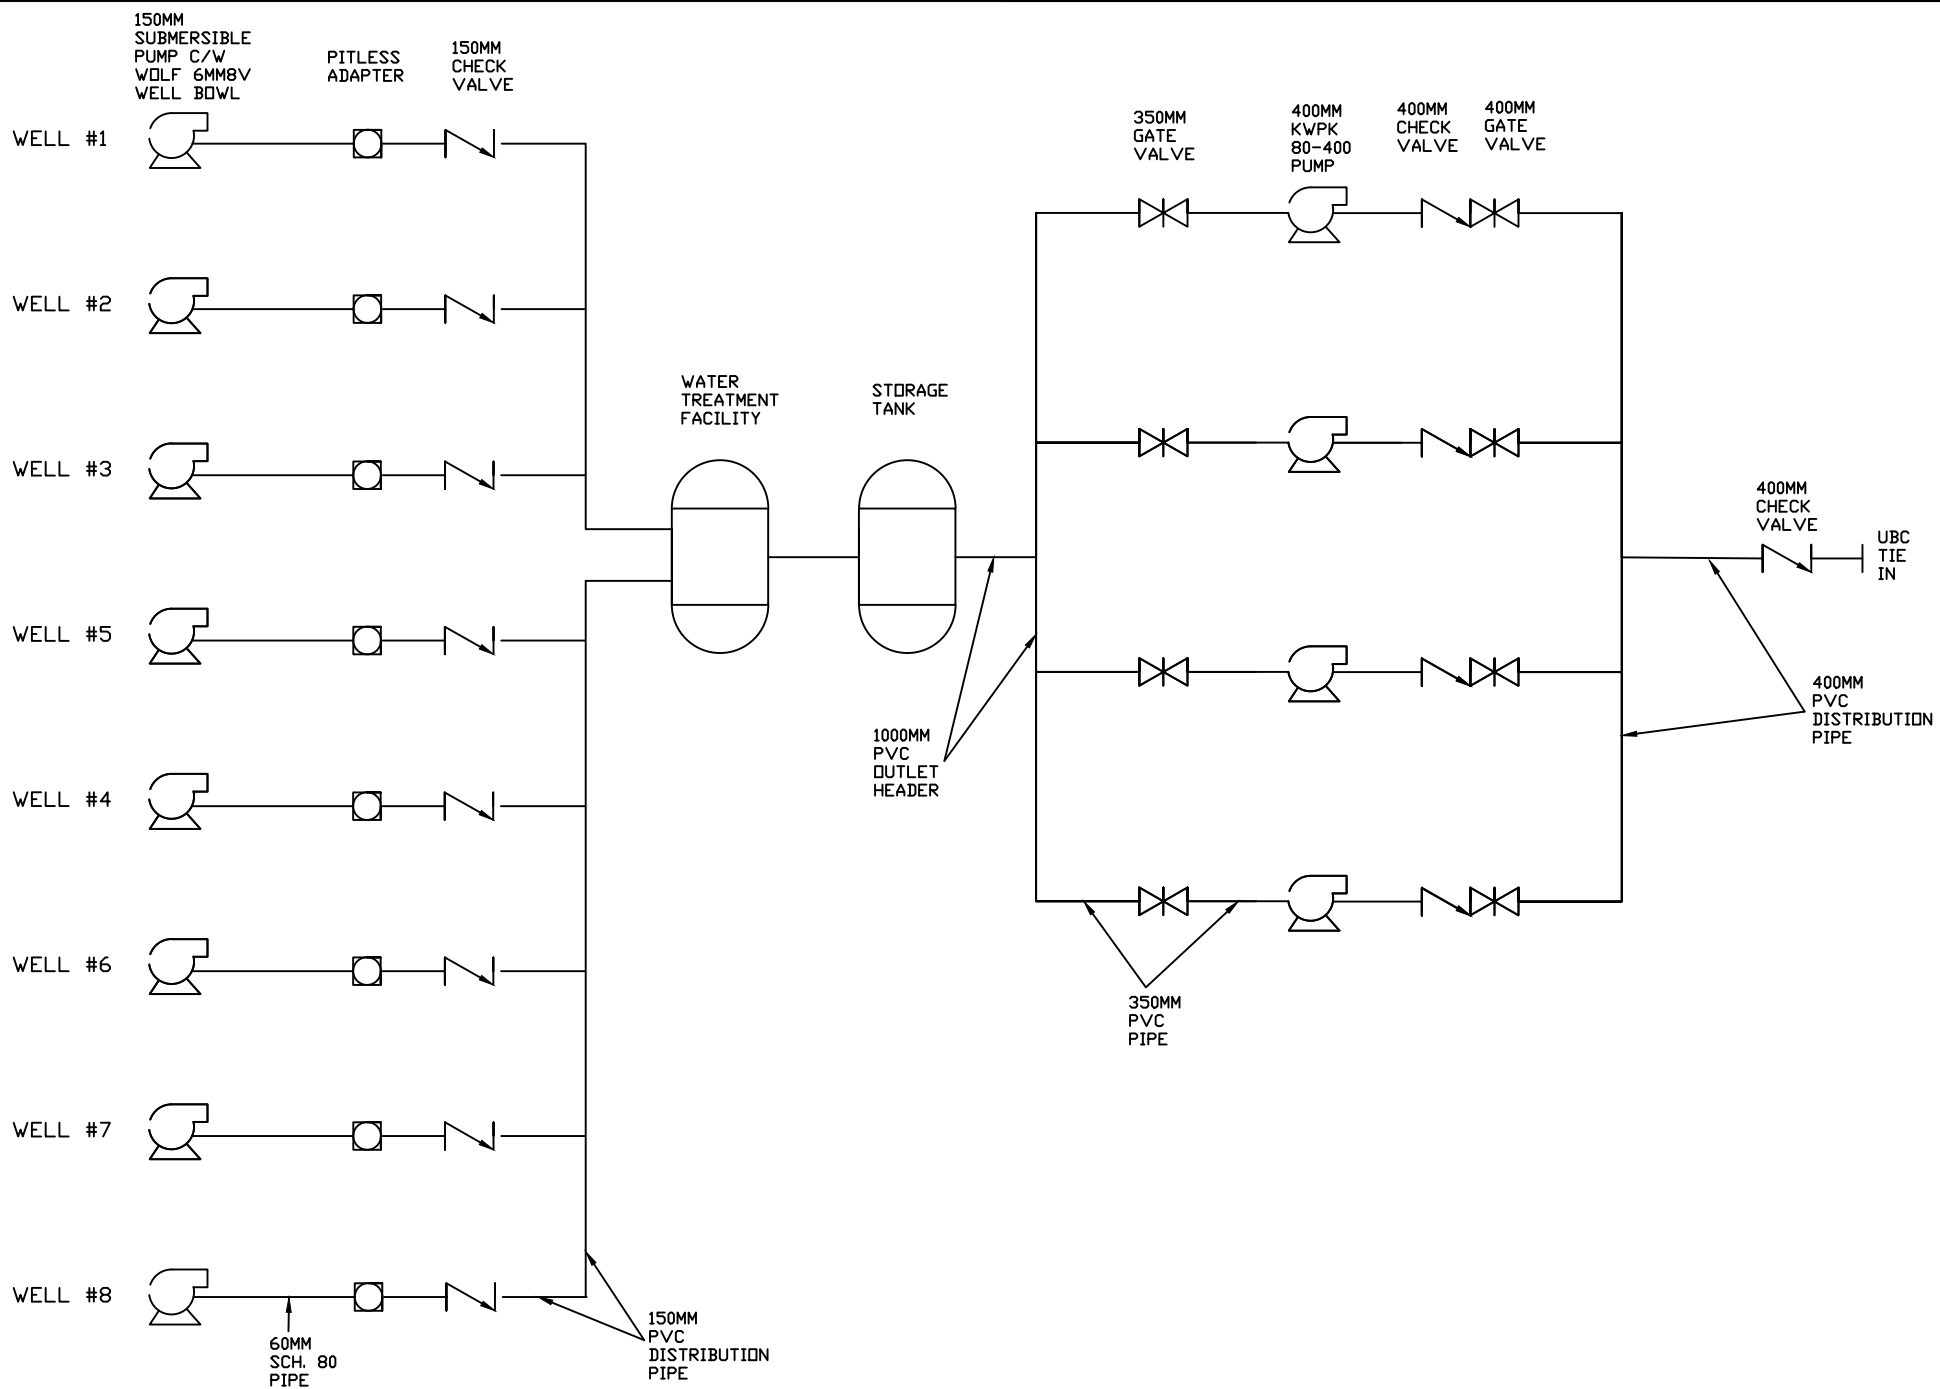 150MM
SUBMERSIBLE
PUMP C/W
WOLF 6MM8V
WELL BOWL
PITLESS
ADAPTER
150MM
CHECK
VALVE
WELL #1
WELL #2
WELL #3
WELL #5
WELL #4
WELL #6
WELL #7
WELL #8
60MM
SCH. 80
PIPE
150MM
PVC
DISTRIBUTION
PIPE
WATER
TREATMENT
FACILITY
STORAGE
TANK
1000MM
PVC
OUTLET
HEADER
350MM
GATE
VALVE
400MM
KWPK
80-400
PUMP
400MM
CHECK
VALVE
400MM
GATE
VALVE
350MM
PVC
PIPE
400MM
CHECK
VALVE
UBC
TIE
IN
400MM
PVC
DISTRIBUTION
PIPE